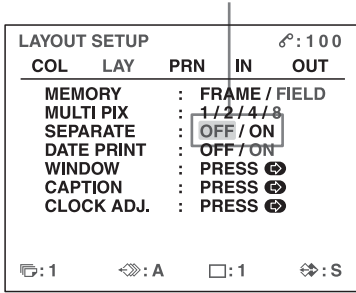 LAYOUT SETUP :100
COL LAY PRN IN OUT
MEMORY : FRAME / FIELD
MULTI PIX : 1 / 2 / 4 / 8
SEPARATE : OFF / ON
DATE PRINT : OFF / ON
WINDOW : PRESS
CAPTION : PRESS
CLOCK ADJ. : PRESS
:1 :A :1 :S